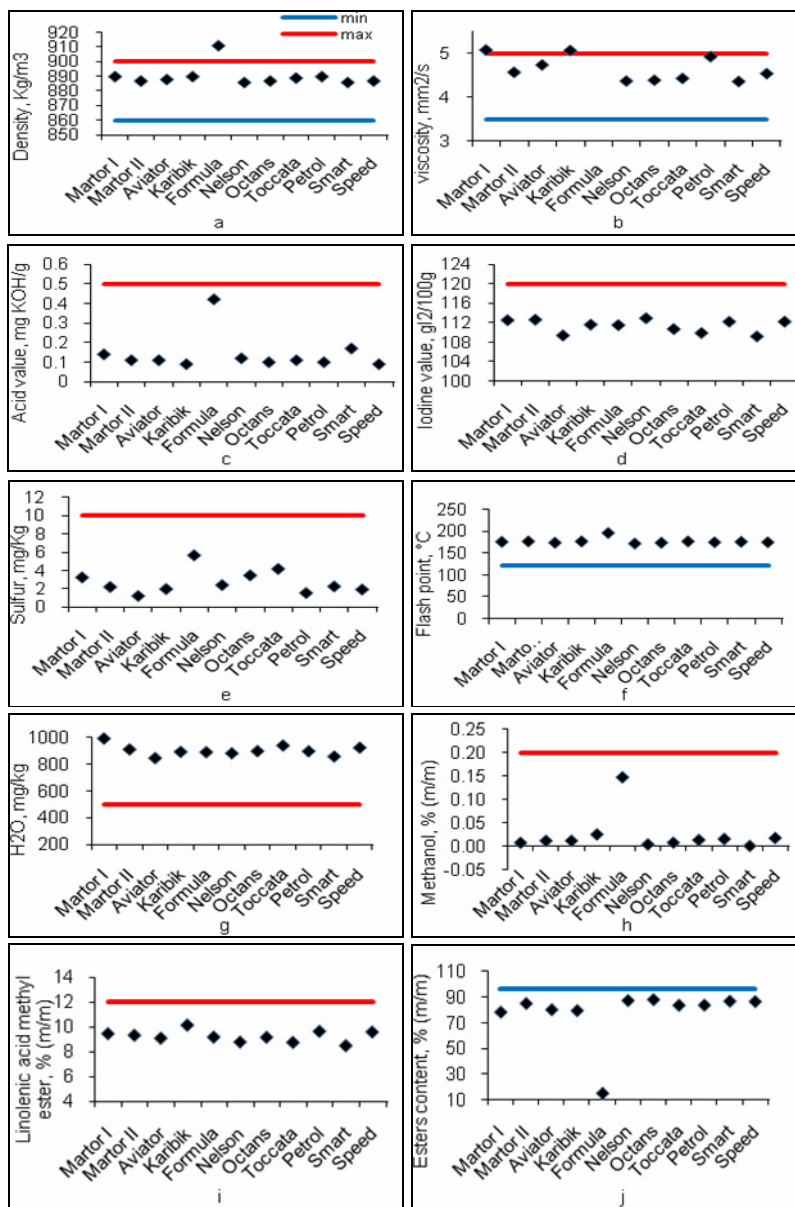 min
max
Density, Kg/m3
920
910
900
890
880
870
860
850
Martor I
Martor II
Aviator
Karibik
Formula
Nelson
Octans
Toccata
Petrol
Smart
Speed
a
viscosity, mm2/s
5
4
3
Martor I
Martor II
Aviator
Karibik
Formula
Nelson
Octans
Toccata
Petrol
Smart
Speed
b
Acid value, mg KOH/g
0.6
0.5
0.4
0.3
0.2
0.1
0
Martor I
Martor II
Aviator
Karibik
Formula
Nelson
Octans
Toccata
Petrol
Smart
Speed
c
Iodine value, gI2/100g
124
120
116
112
108
104
100
Martor I
Martor II
Aviator
Karibik
Formula
Nelson
Octans
Toccata
Petrol
Smart
Speed
d
Sulfur, mg/Kg
12
10
8
6
4
2
0
Martor I
Martor II
Aviator
Karibik
Formula
Nelson
Octans
Toccata
Petrol
Smart
Speed
e
Flash point, °C
250
200
150
100
50
0
Martor I
Marto..
Aviator
Karibik
Formula
Nelson
Octans
Toccata
Petrol
Smart
Speed
f
H2O, mg/kg
1000
800
600
400
200
Martor I
Martor II
Aviator
Karibik
Formula
Nelson
Octans
Toccata
Petrol
Smart
Speed
g
Methanol, % (m/m)
0.20
0.15
0.10
0.05
0.00
-0.05
Martor I
Martor II
Aviator
Karibik
Formula
Nelson
Octans
Toccata
Petrol
Smart
Speed
h
Linolenic acid methyl
ester, % (m/m)
14
12
10
8
6
4
Martor I
Martor II
Aviator
Karibik
Formula
Nelson
Octans
Toccata
Petrol
Smart
Speed
i
Esters content, % (m/m)
110
90
70
50
30
10
Martor I
Martor II
Aviator
Karibik
Formula
Nelson
Octans
Toccata
Petrol
Smart
Speed
j